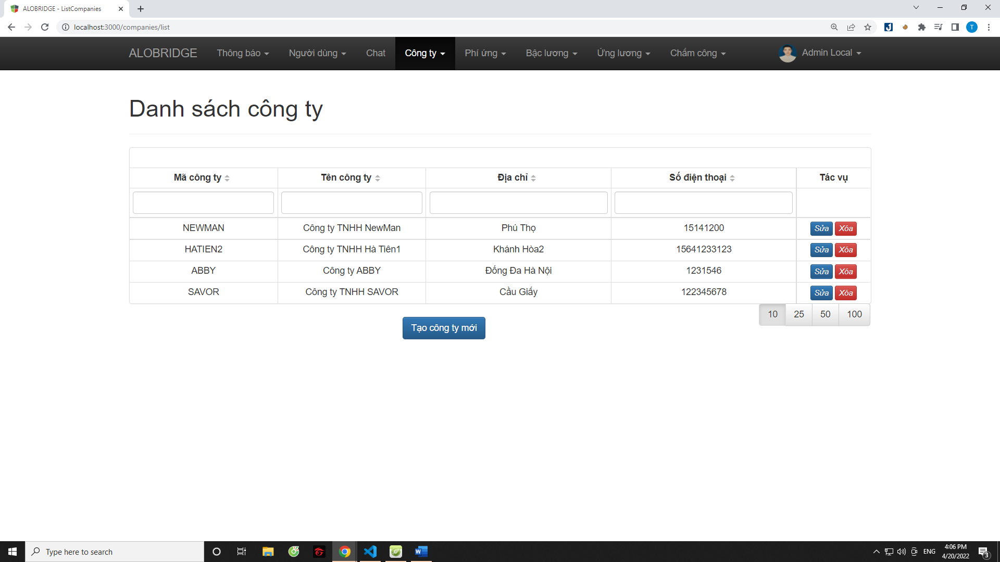 ALOBRIDGE - ListCompanies
localhost:3000/companies/list
T
ALOBRIDGE Thông báo Người dùng Chat Công ty Phí ứng Bậc lương Ứng lương Chấm công Admin Local
Danh sách công ty
Mã công ty Tên công ty Địa chỉ Số điện thoại Tác vụ
NEWMAN Công ty TNHH NewMan Phú Thọ 15141200 Sửa Xóa
HATIEN2 Công ty TNHH Hà Tiên1 Khánh Hòa2 15641233123 Sửa Xóa
ABBY Công ty ABBY Đống Đa Hà Nội 1231546 Sửa Xóa
SAVOR Công ty TNHH SAVOR Cầu Giấy 122345678 Sửa Xóa
10 25 50 100
Tạo công ty mới
Type here to search
ENG
4:06 PM
4/20/2022
3